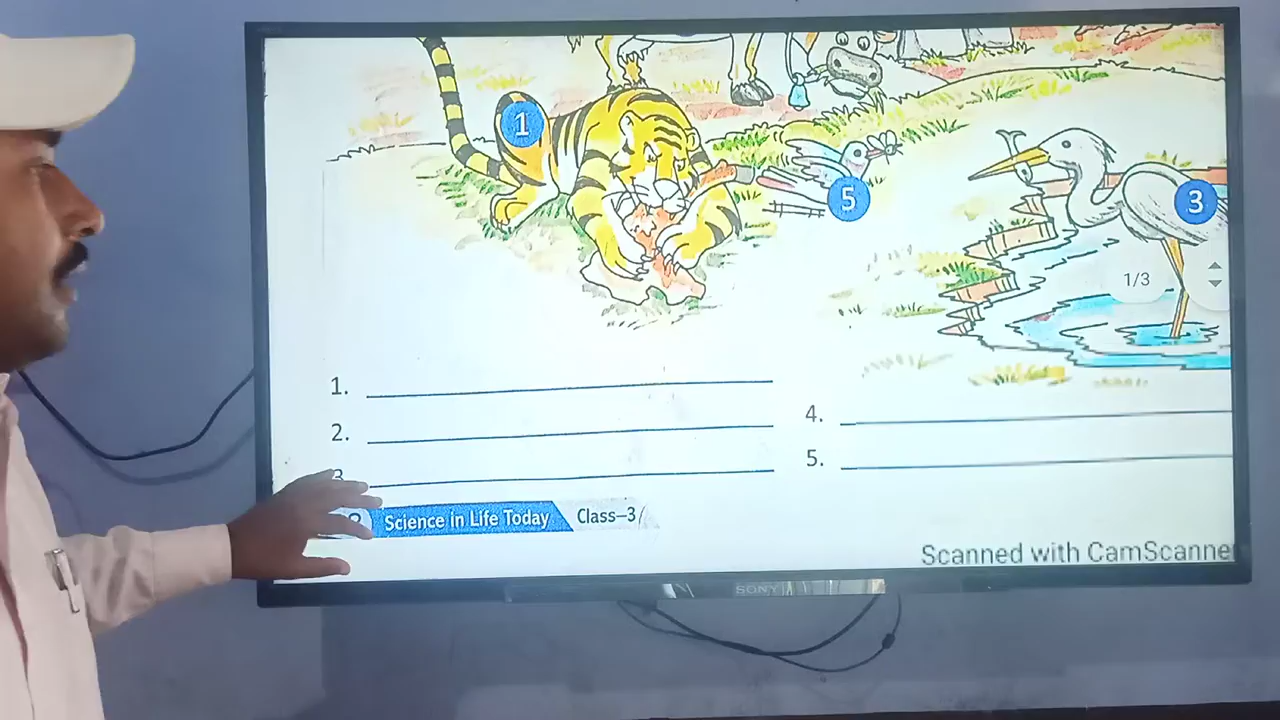 1
5
3
1/3
1.
2.
3.
4.
5.
Science in Life Today
Class–3
Scanned with CamScanner
SONY